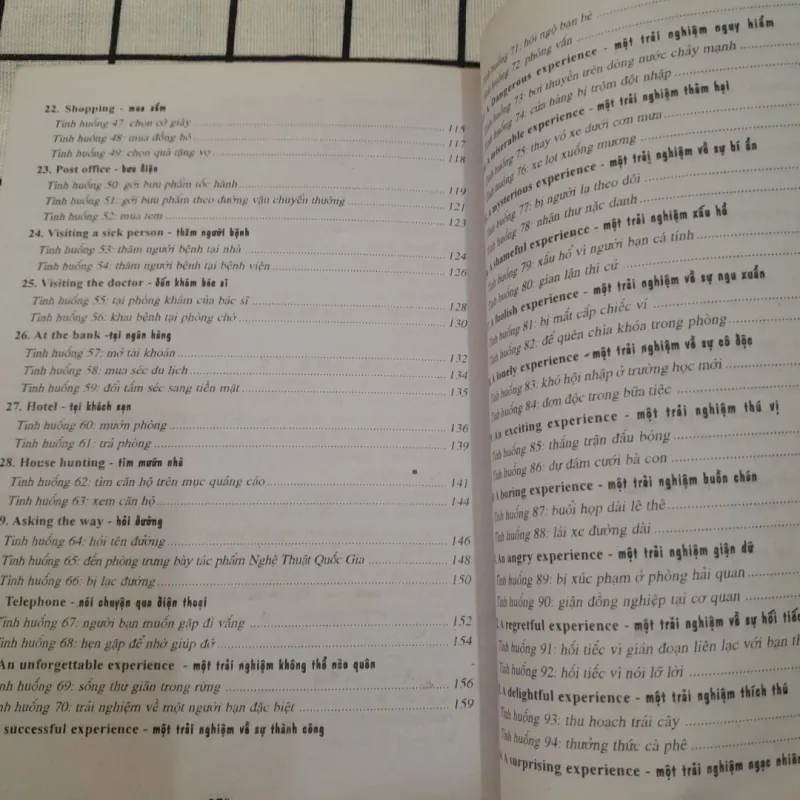 22. Shopping - mua sắm
Tình huống 47: chọn cỡ giày 115
Tình huống 48: mua đồng hồ 117
Tình huống 49: chọn quà tặng vợ 118
23. Post office - bưu điện
Tình huống 50: gởi bưu phẩm tốc hành 119
Tình huống 51: gởi bưu phẩm theo đường vận chuyển thường 121
Tình huống 52: mua tem 123
24. Visiting a sick person - thăm người bệnh
Tình huống 53: thăm người bệnh tại nhà 124
Tình huống 54: thăm người bệnh tại bệnh viện 126
25. Visiting the doctor - đến khám bác sĩ
Tình huống 55: tại phòng khám của bác sĩ 128
Tình huống 56: khai bệnh tại phòng chờ 130
26. At the bank -tại ngân hàng
Tình huống 57: mở tài khoản 132
Tình huống 58: mua séc du lịch 134
Tình huống 59: đổi tấm séc sang tiền mặt 135
27. Hotel - tại khách sạn
Tình huống 60: mướn phòng 136
Tình huống 61: trả phòng 139
28. House hunting - tìm mướn nhà
Tình huống 62: tìm căn hộ trên mục quảng cáo 141
Tình huống 63: xem căn hộ 144
9. Asking the way - hỏi đường
Tình huống 64: hỏi tên đường 146
Tình huống 65: đến phòng trưng bày tác phẩm Nghệ Thuật Quốc Gia 148
Tình huống 66: bị lạc đường 150
Telephone - nói chuyện qua điện thoại
Tình huống 67: người bạn muốn gặp đi vắng 152
Tình huống 68: hẹn gặp để nhờ giúp đỡ 154
An unforgettable experience - một trải nghiệm không thể nào quên
ình huống 69: sống thư giãn trong rừng 156
nh huống 70: trải nghiệm về một người bạn đặc biệt 159
successful experience - một trải nghiệm về sự thành công
Tình huống 71: hội ngộ bạn bè
Tình huống 72: phỏng vấn
A Dangerous experience - một trải nghiệm nguy hiểm
Tình huống 73: bơi thuyền trên dòng nước chảy mạnh
Tình huống 74: cửa hàng bị trộm đột nhập
A miserable experience - một trải nghiệm thảm hại
Tình huống 75: thay vỏ xe dưới cơn mưa
Tình huống 76: xe lọt xuống mương
A mysterious experience - một trải nghiệm về sự bí ẩn
Tình huống 77: bị người lạ theo dõi
Tình huống 78: nhắn thư nặc danh
A shameful experience - một trải nghiệm xấu hổ
Tình huống 79: xấu hổ vì người bạn cá tính
Tình huống 80: gian lận thi cử
A foolish experience - một trải nghiệm về sự ngu xuẩn
Tình huống 81: bị mất cắp chiếc ví
Tình huống 82: để quên chìa khóa trong phòng
A lonely experience - một trải nghiệm về sự cô độc
Tình huống 83. khó hội nhập ở trường học mới
Tình huống 84: đơn độc trong bữa tiệc
An exciting experience - một trải nghiệm thú vị
Tình huống 85: thắng trận đấu bóng
Tình huống 86: dự đám cưới bà con
A boring experience - một trải nghiệm buồn chán
Tình huống 87: buổi họp dài lê thê
Tình huống 88: lái xe đường dài
An angry experience - một trải nghiệm giận dữ
Tình huống 89: bị xúc phạm ở phòng hải quan
Tình huống 90: giận đồng nghiệp tại cơ quan
A regretful experience - một trải nghiệm về sự hối tiếc
Tình huống 91: hối tiếc vì gián đoạn liên lạc với bạn
Tình huống 92: hối tiếc vì nói lỡ lời
A delightful experience - một trải nghiệm thích thú
Tình huống 93: thu hoạch trái cây
Tình huống 94: thưởng thức cà phê
A surprising experience - một trải nghiệm ngạc nhiên